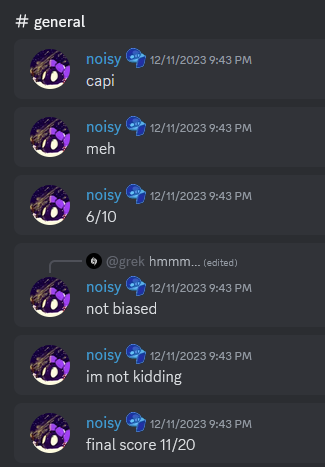 # general
noisy 12/11/2023 9:43 PM
capi
noisy 12/11/2023 9:43 PM
meh
noisy 12/11/2023 9:43 PM
6/10
@grek hmmm... (edited)
noisy 12/11/2023 9:43 PM
not biased
noisy 12/11/2023 9:43 PM
im not kidding
noisy 12/11/2023 9:43 PM
final score 11/20